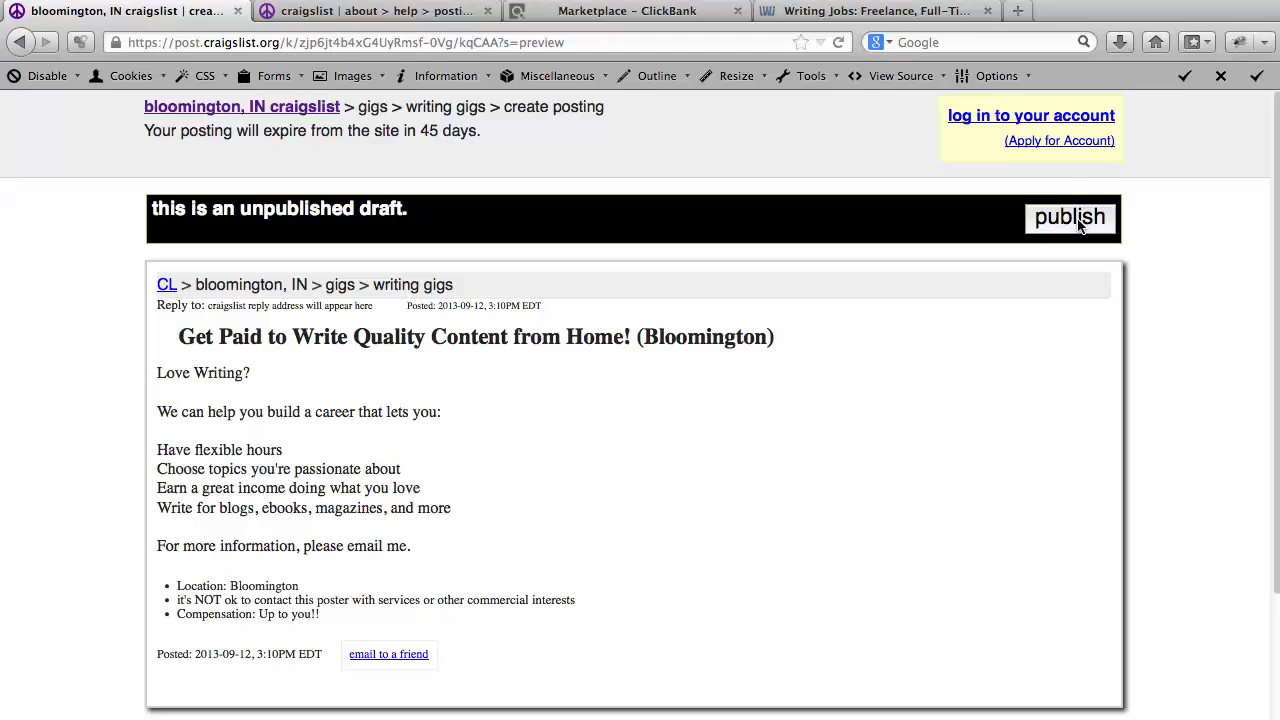 bloomington, IN craigslist | crea...
craigslist | about > help > posti...
Marketplace - ClickBank
Writing Jobs: Freelance, Full-Ti...
https://post.craigslist.org/k/zjp6jt4b4xG4UyRmsf-0Vg/kqCAA?s=preview
Google
Disable Cookies CSS Forms Images Information Miscellaneous Outline Resize Tools View Source Options
bloomington, IN craigslist > gigs > writing gigs > create posting
Your posting will expire from the site in 45 days.
log in to your account
(Apply for Account)
this is an unpublished draft.
publish
CL > bloomington, IN > gigs > writing gigs
Reply to: craigslist reply address will appear here Posted: 2013-09-12, 3:10PM EDT
Get Paid to Write Quality Content from Home! (Bloomington)
Love Writing?
We can help you build a career that lets you:
Have flexible hours
Choose topics you're passionate about
Earn a great income doing what you love
Write for blogs, ebooks, magazines, and more
For more information, please email me.
• Location: Bloomington
• it's NOT ok to contact this poster with services or other commercial interests
• Compensation: Up to you!!
Posted: 2013-09-12, 3:10PM EDT email to a friend